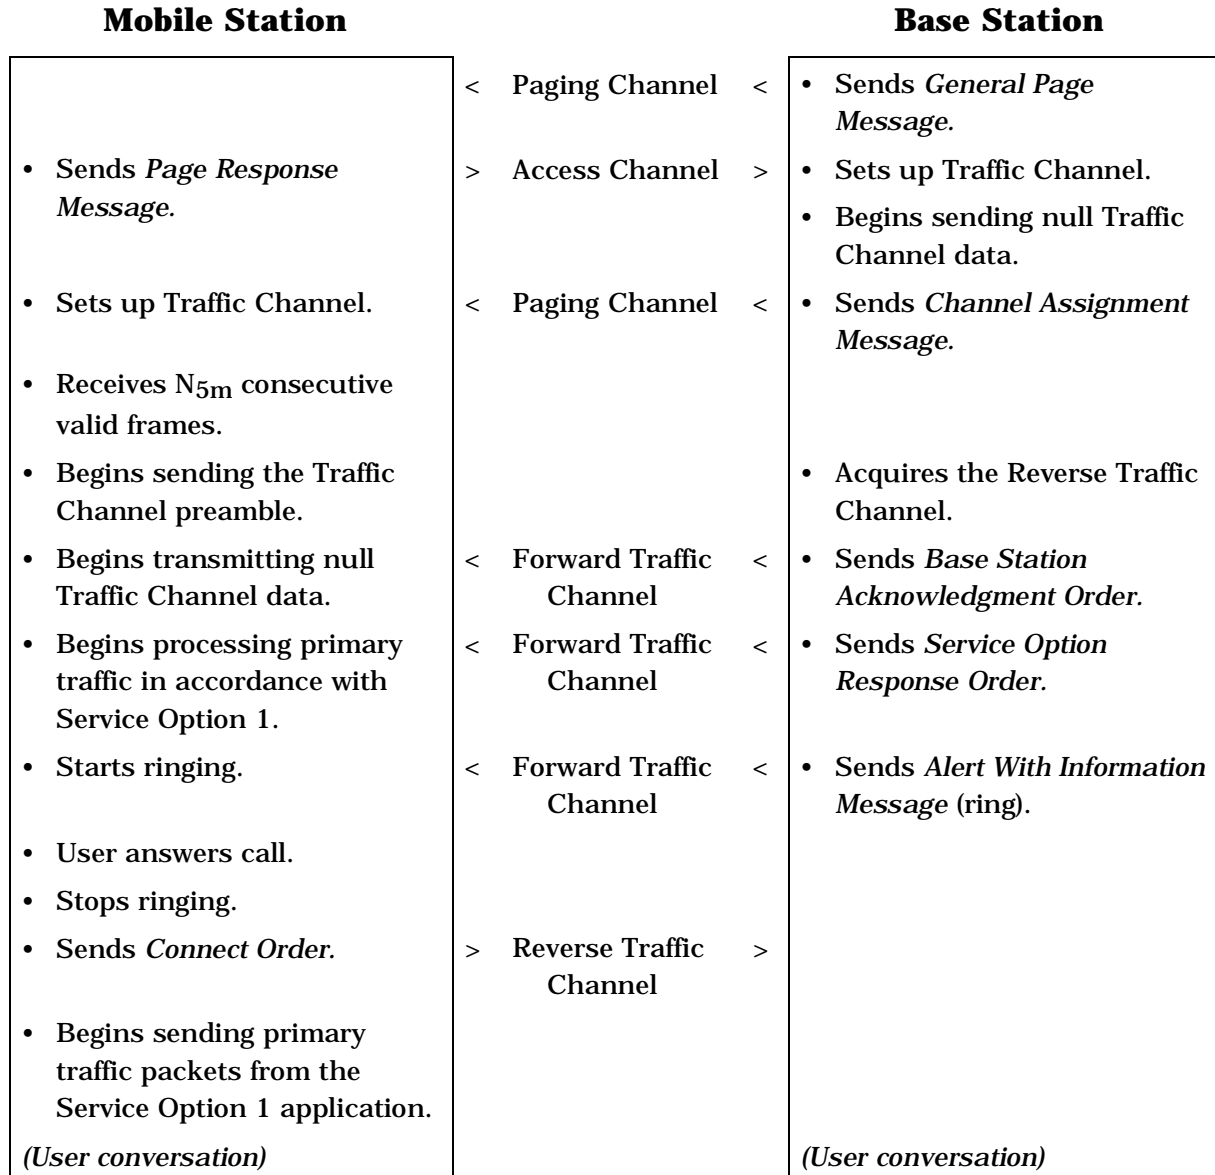 Mobile Station Base Station
< Paging Channel < • Sends General Page
Message.
• Sends Page Response > Access Channel > • Sets up Traffic Channel.
Message.
• Begins sending null Traffic
Channel data.
• Sets up Traffic Channel. < Paging Channel < • Sends Channel Assignment
Message.
• Receives N5m consecutive
valid frames.
• Begins sending the Traffic • Acquires the Reverse Traffic
Channel preamble. Channel.
• Begins transmitting null < Forward Traffic < • Sends Base Station
Traffic Channel data. Channel Acknowledgment Order.
• Begins processing primary < Forward Traffic < • Sends Service Option
traffic in accordance with Channel Response Order.
Service Option 1.
• Starts ringing. < Forward Traffic < • Sends Alert With Information
Channel Message (ring).
• User answers call.
• Stops ringing.
• Sends Connect Order. > Reverse Traffic >
Channel
• Begins sending primary
traffic packets from the
Service Option 1 application.
(User conversation) (User conversation)